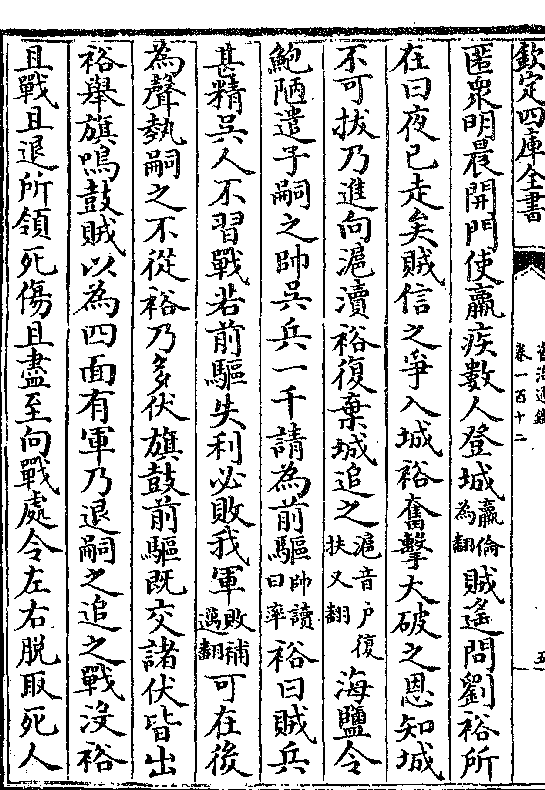 欽定四庫全書
資治通鑑
卷一百十二
五
匿衆明晨開門使羸疾數人登城羸倫為翻賊遙問劉裕所
在曰夜已走矣賊信之爭入城裕奮擊大破之恩知城
不可拔乃進向滬瀆裕復棄城追之滬音戶復扶又翻海鹽令
鮑陋遣子嗣之帥吳兵一千請為前驅帥讀曰率裕曰賊兵
甚精吳人不習戰若前驅失利必敗我軍敗補邁翻可在後
為聲埶嗣之不從裕乃多伏旗鼓前驅既交諸伏皆出
裕舉旗鳴鼓賊以為四面有軍乃退嗣之追之戰沒裕
且戰且退所領死傷且盡至向戰處令左右脫取死人